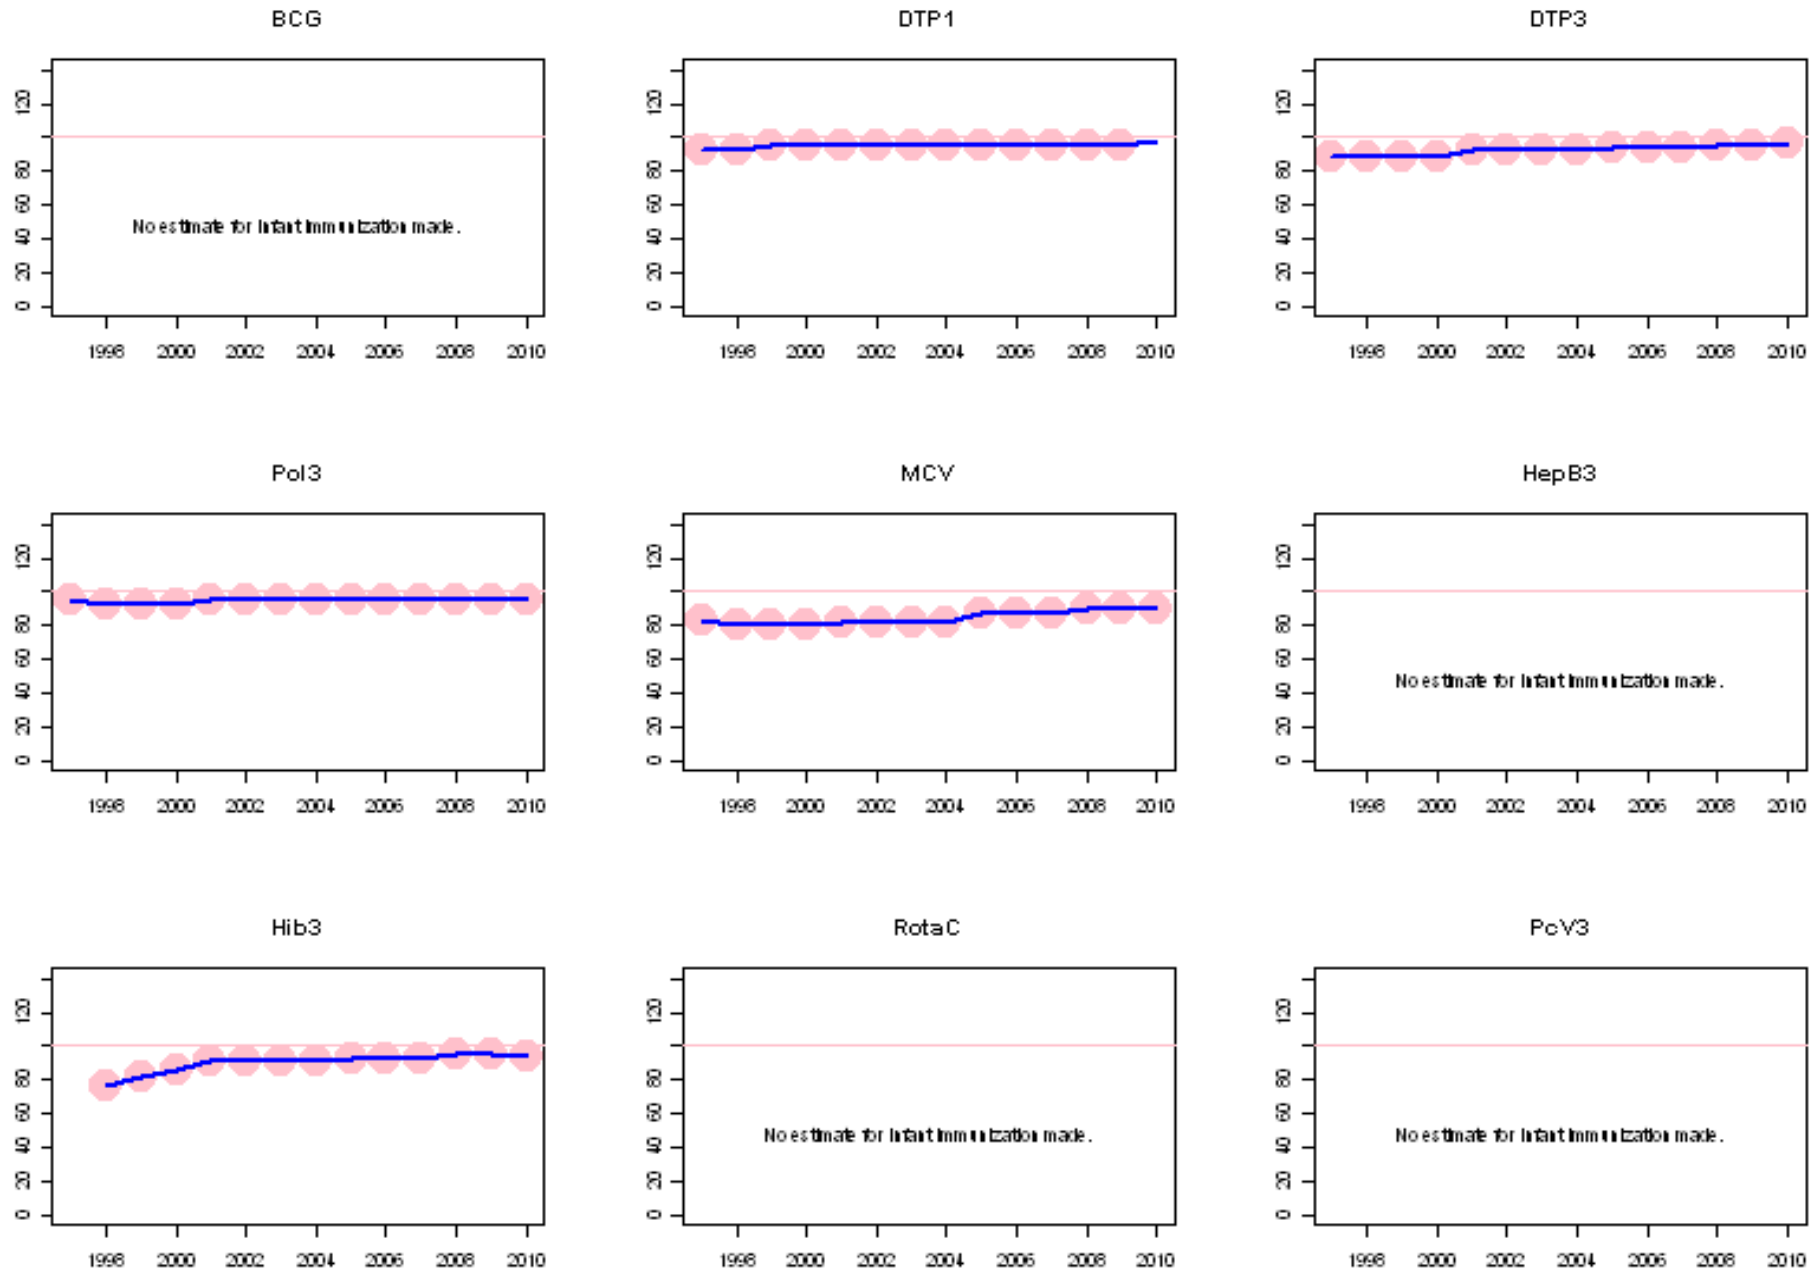 BCG DTP1 DTP3
120 120 120
80 80 80
60 60 60
No estimate for infant immunization made.
40 40 40
20 20 20
0 0 0
1998 2000 2002 2004 2006 2008 2010 1998 2000 2002 2004 2006 2008 2010 1998 2000 2002 2004 2006 2008 2010
Pol3 MCV HepB3
120 120 120
80 80 80
60 60 60
No estimate for infant immunization made.
40 40 40
20 20 20
0 0 0
1998 2000 2002 2004 2006 2008 2010 1998 2000 2002 2004 2006 2008 2010 1998 2000 2002 2004 2006 2008 2010
Hib3 RotaC PcV3
120 120 120
80 80 80
60 60 60
No estimate for infant immunization made. No estimate for infant immunization made.
40 40 40
20 20 20
0 0 0
1998 2000 2002 2004 2006 2008 2010 1998 2000 2002 2004 2006 2008 2010 1998 2000 2002 2004 2006 2008 2010